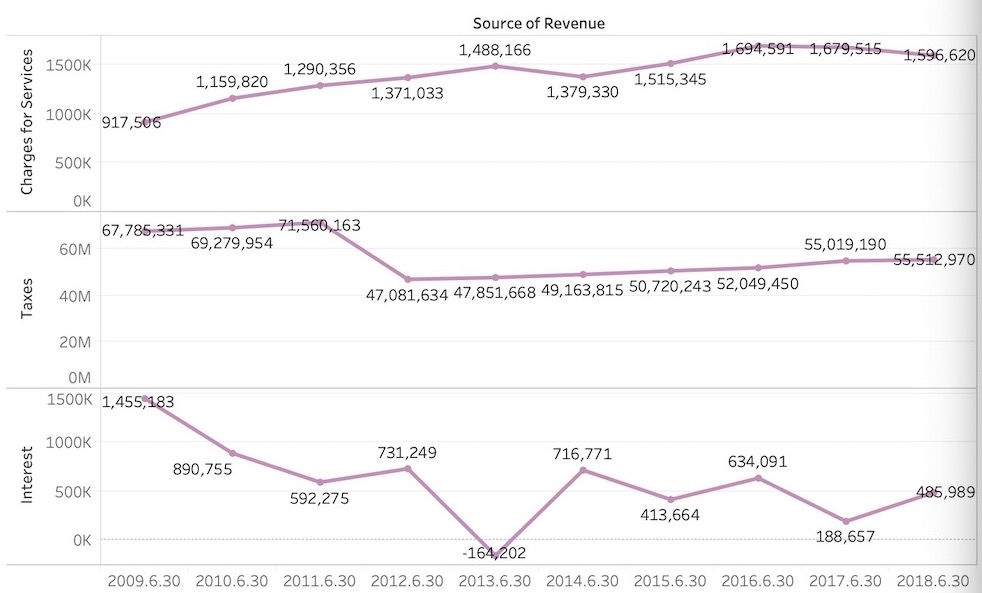 Source of Revenue
Charges for Services
1500K
1000K
500K
0K
917,506
1,159,820
1,290,356
1,371,033
1,488,166
1,379,330
1,515,345
1,694,591
1,679,515
1,596,620
Taxes
60M
40M
20M
0M
67,785,331
69,279,954
71,560,163
47,081,634
47,851,668
49,163,815
50,720,243
52,049,450
55,019,190
55,512,970
Interest
1500K
1000K
500K
0K
1,455,183
890,755
592,275
731,249
-164,202
716,771
413,664
634,091
188,657
485,989
2009.6.30 2010.6.30 2011.6.30 2012.6.30 2013.6.30 2014.6.30 2015.6.30 2016.6.30 2017.6.30 2018.6.30